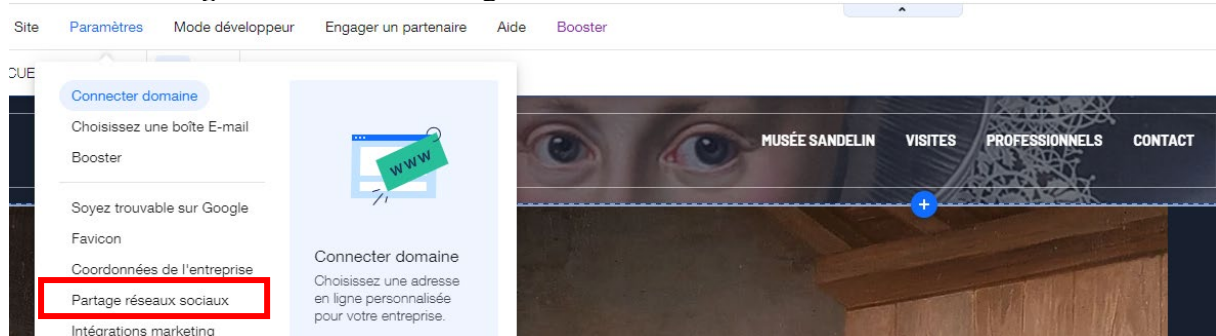 Site Paramètres Mode développeur Engager un partenaire Aide Booster
CUE
Connecter domaine
Choisissez une boîte E-mail
Booster
Soyez trouvable sur Google
Favicon
Coordonnées de l'entreprise
Partage réseaux sociaux
Intégrations marketing
www
Connecter domaine
Choisissez une adresse
en ligne personnalisée
pour votre entreprise.
MUSÉE SANDELIN VISITES PROFESSIONNELS CONTACT